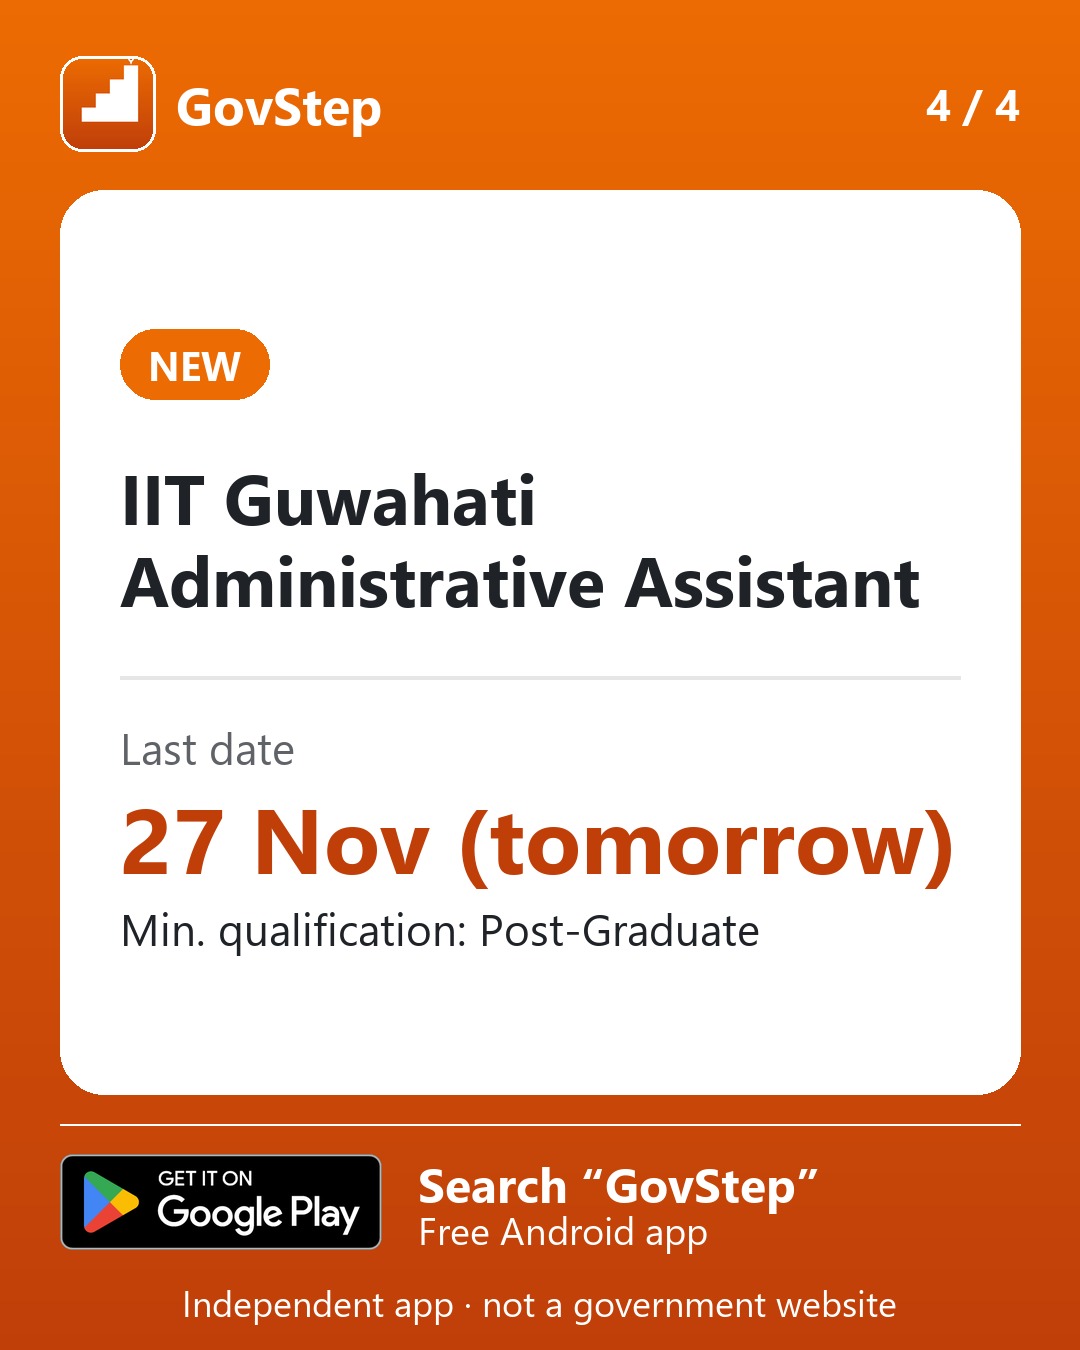 GovStep
4 / 4
NEW
IIT Guwahati
Administrative Assistant
Last date
27 Nov (tomorrow)
Min. qualification: Post-Graduate
GET IT ON
Google Play
Search “GovStep”
Free Android app
Independent app · not a government website